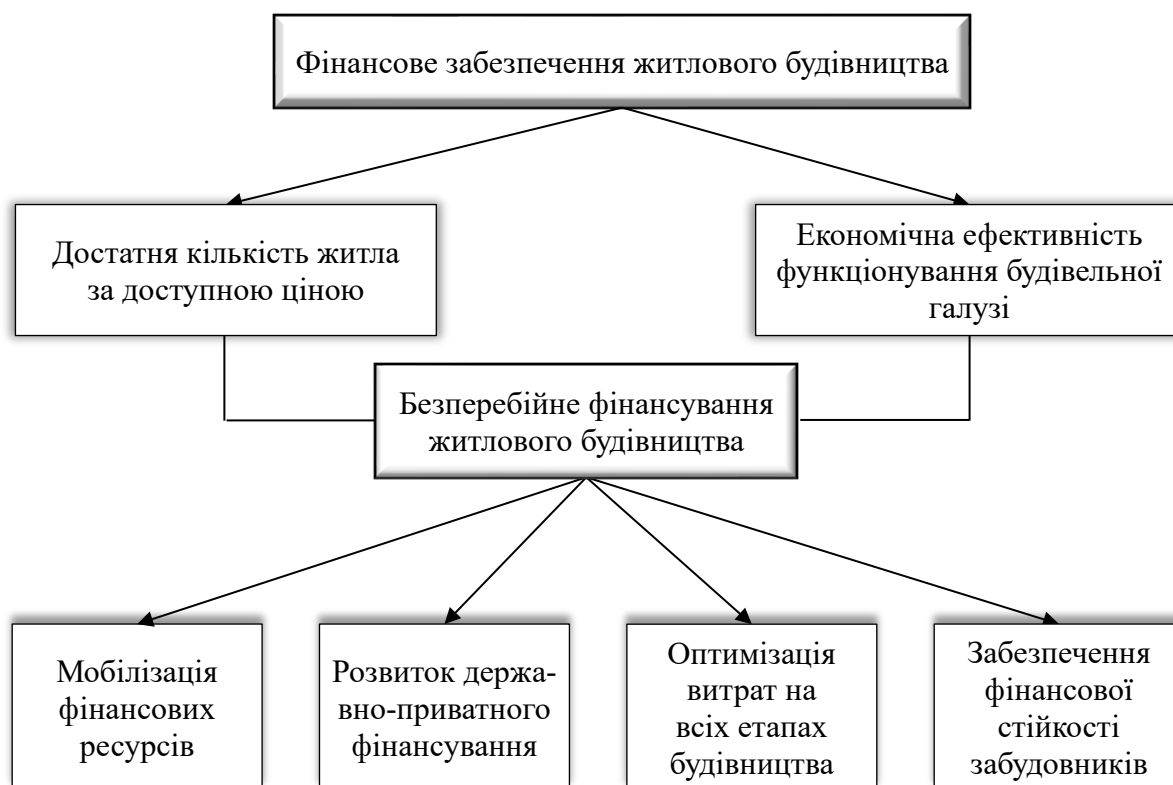 Фінансове забезпечення житлового будівництва
Достатня кількість житла
за доступною ціною
Економічна ефективність
функціонування будівельної
галузі
Безперебійне фінансування
житлового будівництва
Мобілізація
фінансових
ресурсів
Розвиток держа-
вно-приватного
фінансування
Оптимізація
витрат на
всіх етапах
будівництва
Забезпечення
фінансової
стійкості
забудовників